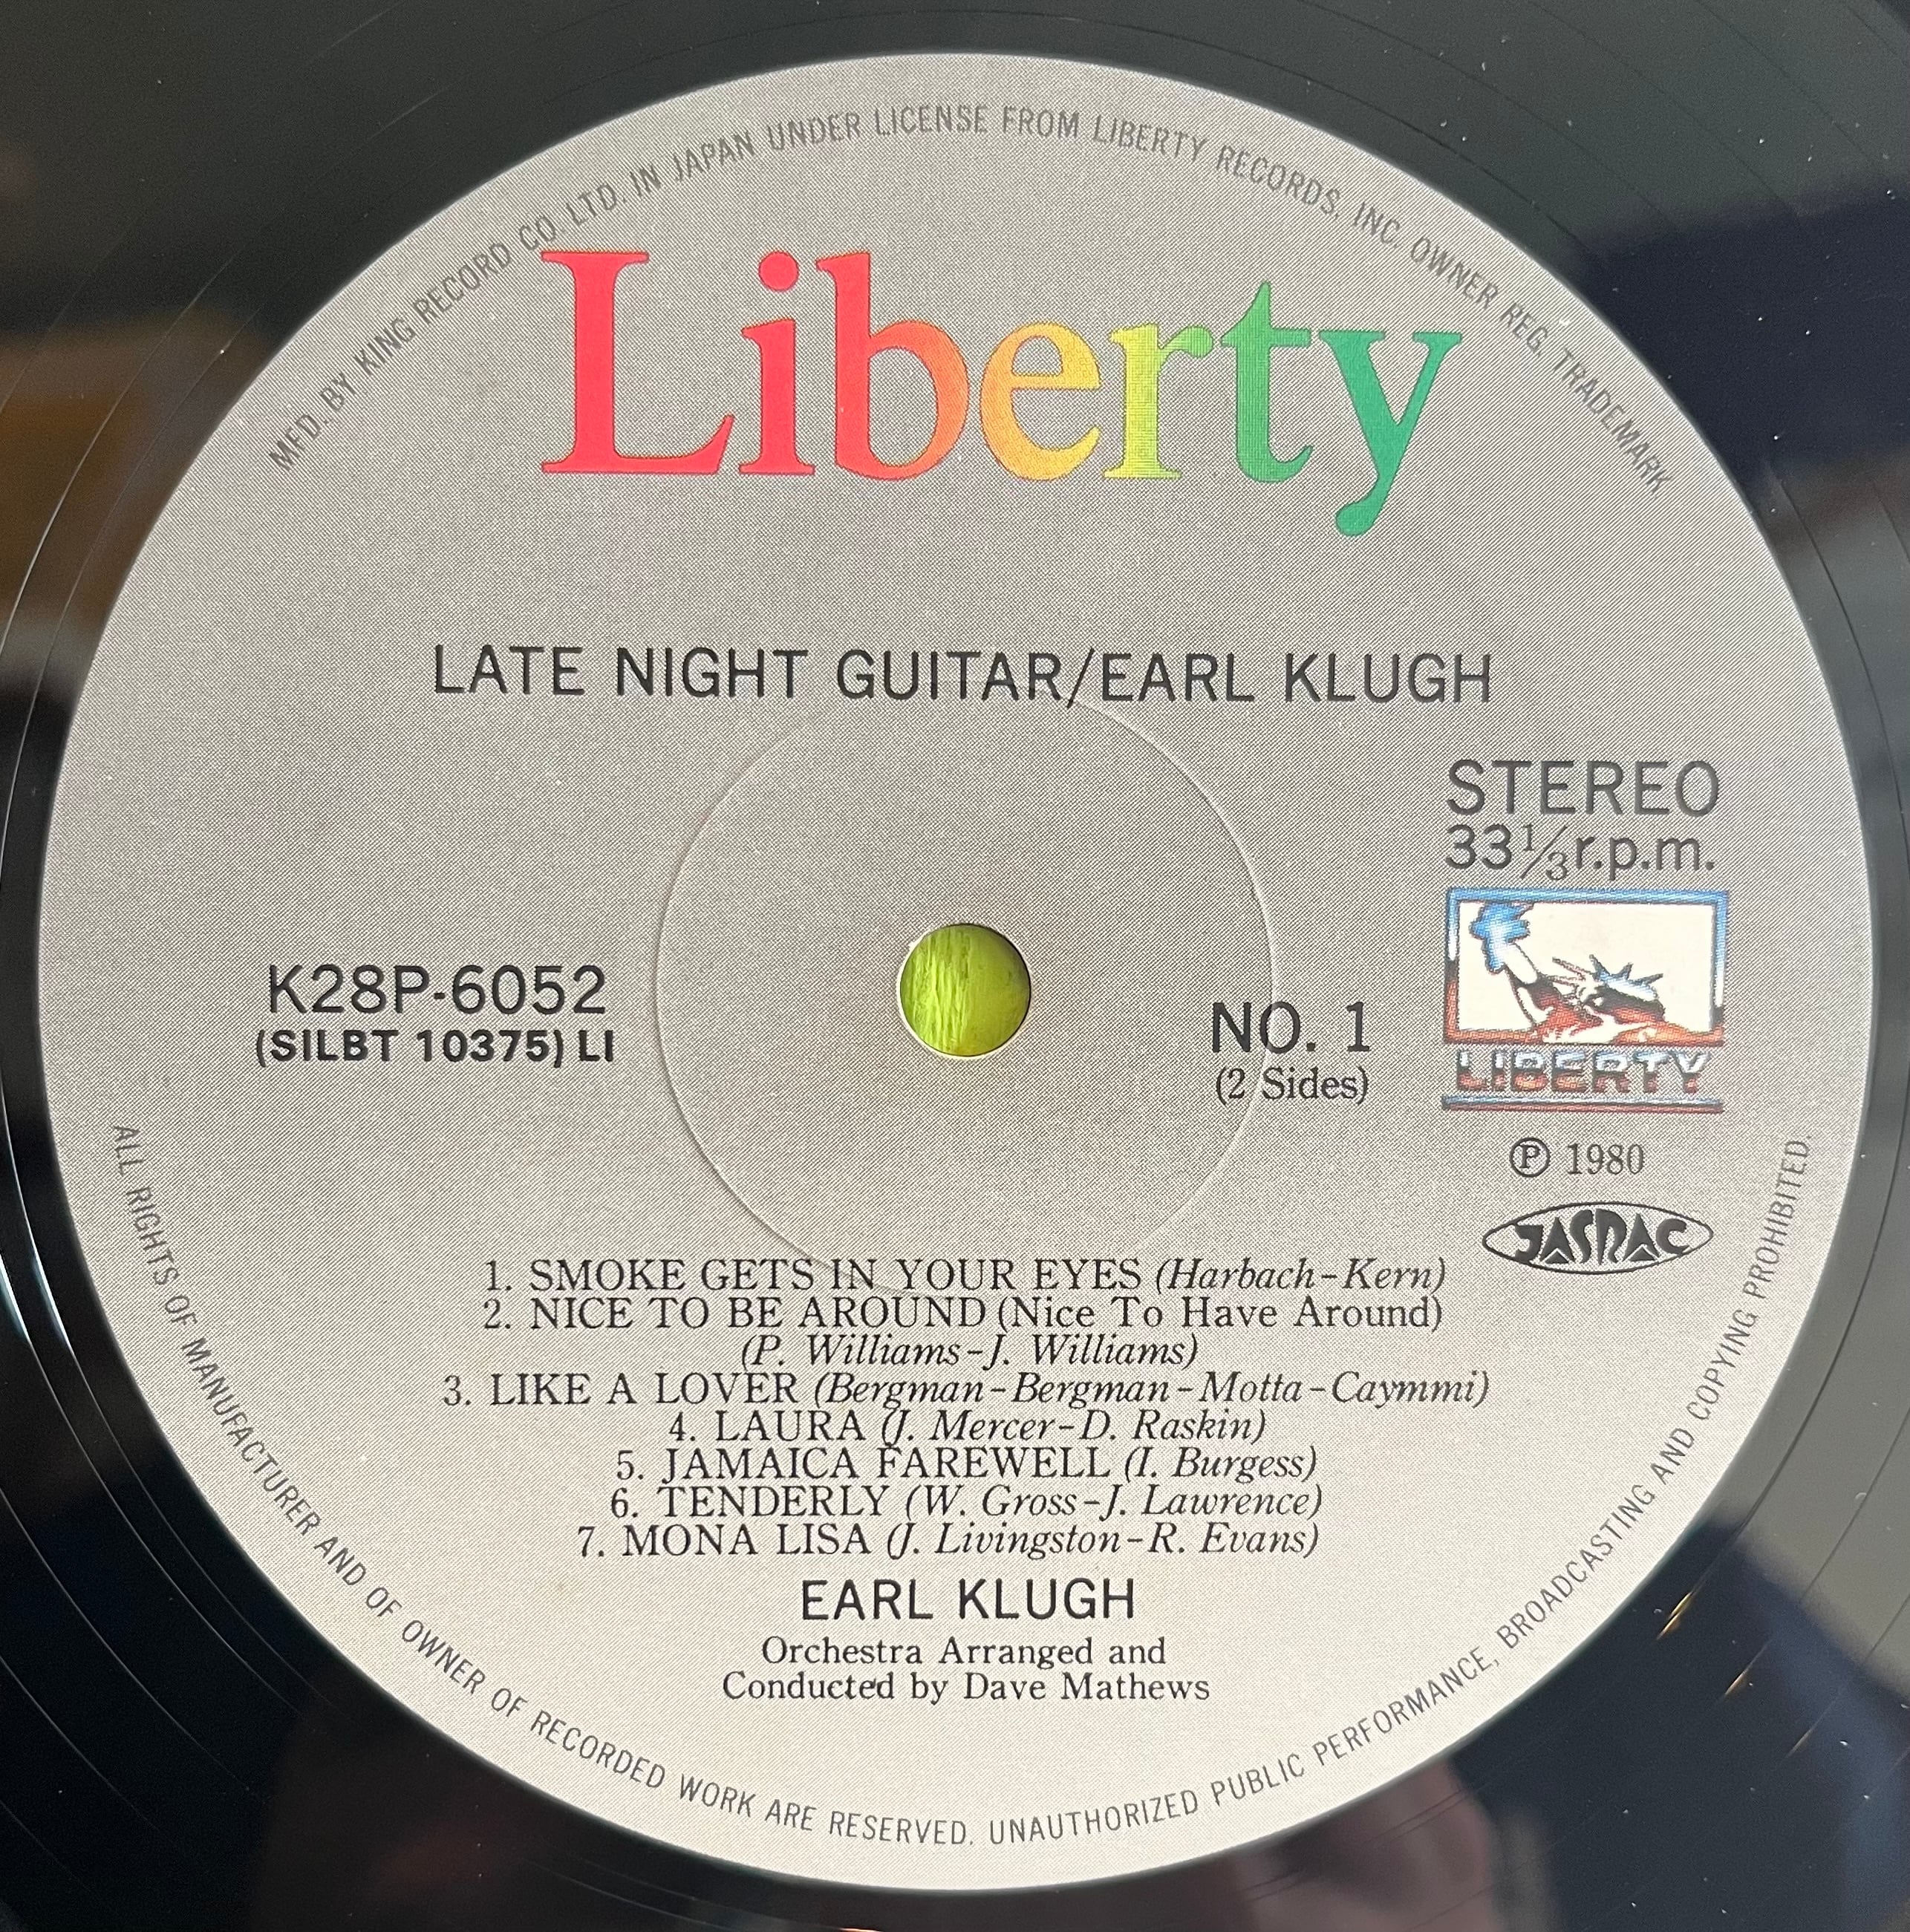 MFD. BY KING RECORD CO. LTD. IN JAPAN UNDER LICENSE FROM LIBERTY RECORDS, INC. OWNER REG. TRADEMARK
Liberty
LATE NIGHT GUITAR/EARL KLUGH
STEREO
33 1/3 r.p.m.
K28P-6052
(SILBT 10375) LI
NO. 1
(2 Sides)
LIBERTY
Ⓟ 1980
JASRAC
1. SMOKE GETS IN YOUR EYES (Harbach-Kern)
2. NICE TO BE AROUND (Nice To Have Around)
(P. Williams-J. Williams)
3. LIKE A LOVER (Bergman-Bergman-Motta-Caymmi)
4. LAURA (J. Mercer-D. Raskin)
5. JAMAICA FAREWELL (I. Burgess)
6. TENDERLY (W. Gross-J. Lawrence)
7. MONA LISA (J. Livingston-R. Evans)
EARL KLUGH
Orchestra Arranged and
Conducted by Dave Mathews
ALL RIGHTS OF MANUFACTURER AND OF OWNER OF RECORDED WORK ARE RESERVED. UNAUTHORIZED PUBLIC PERFORMANCE, BROADCASTING AND COPYING PROHIBITED.